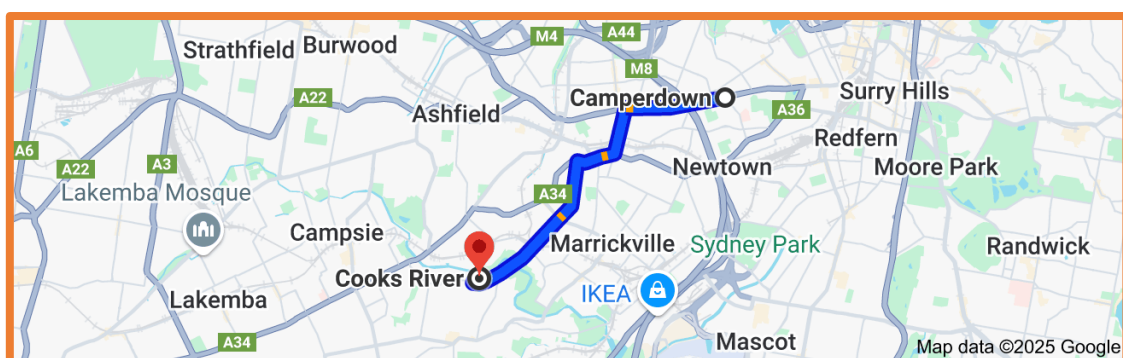 Strathfield
Burwood
M4
A44
A3
M8
A22
Camperdown
Surry Hills
Ashfield
A36
A6
A22
Redfern
Newtown
Moore Park
Lakemba Mosque
A34
Campsie
Marrickville
Sydney Park
Randwick
Cooks River
IKEA
Lakemba
A34
Mascot
Map data ©2025 Google